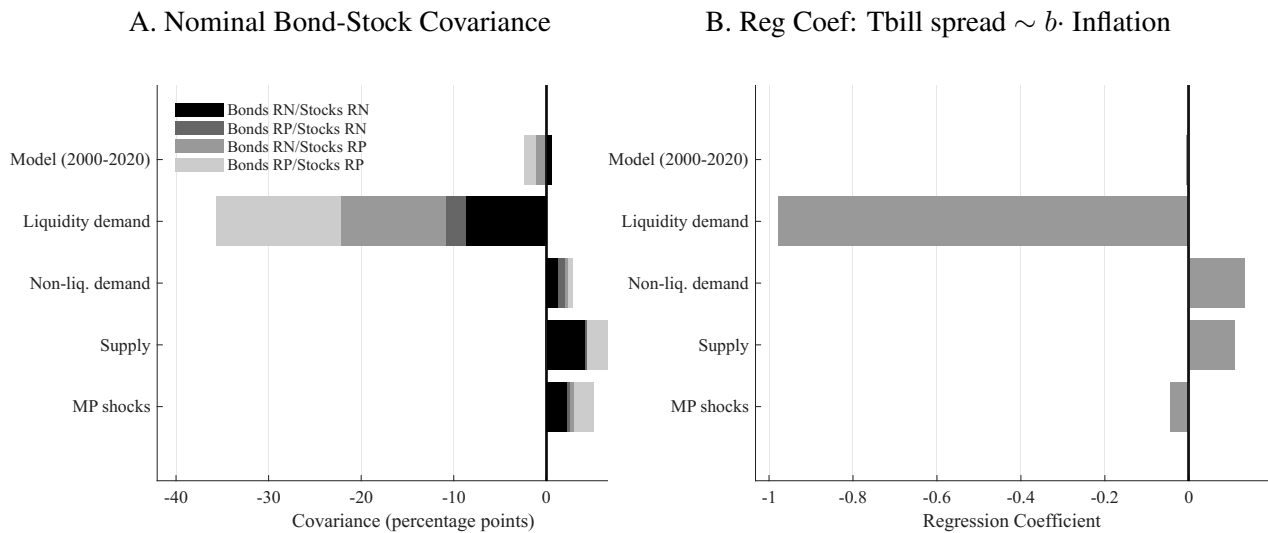 A. Nominal Bond-Stock Covariance
Bonds RN/Stocks RN
Bonds RP/Stocks RN
Bonds RN/Stocks RP
Bonds RP/Stocks RP
Model (2000-2020)
Liquidity demand
Non-liq. demand
Supply
MP shocks
-40 -30 -20 -10 0
Covariance (percentage points)
B. Reg Coef: Tbill spread ∼ b· Inflation
Model (2000-2020)
Liquidity demand
Non-liq. demand
Supply
MP shocks
-1 -0.8 -0.6 -0.4 -0.2 0
Regression Coefficient